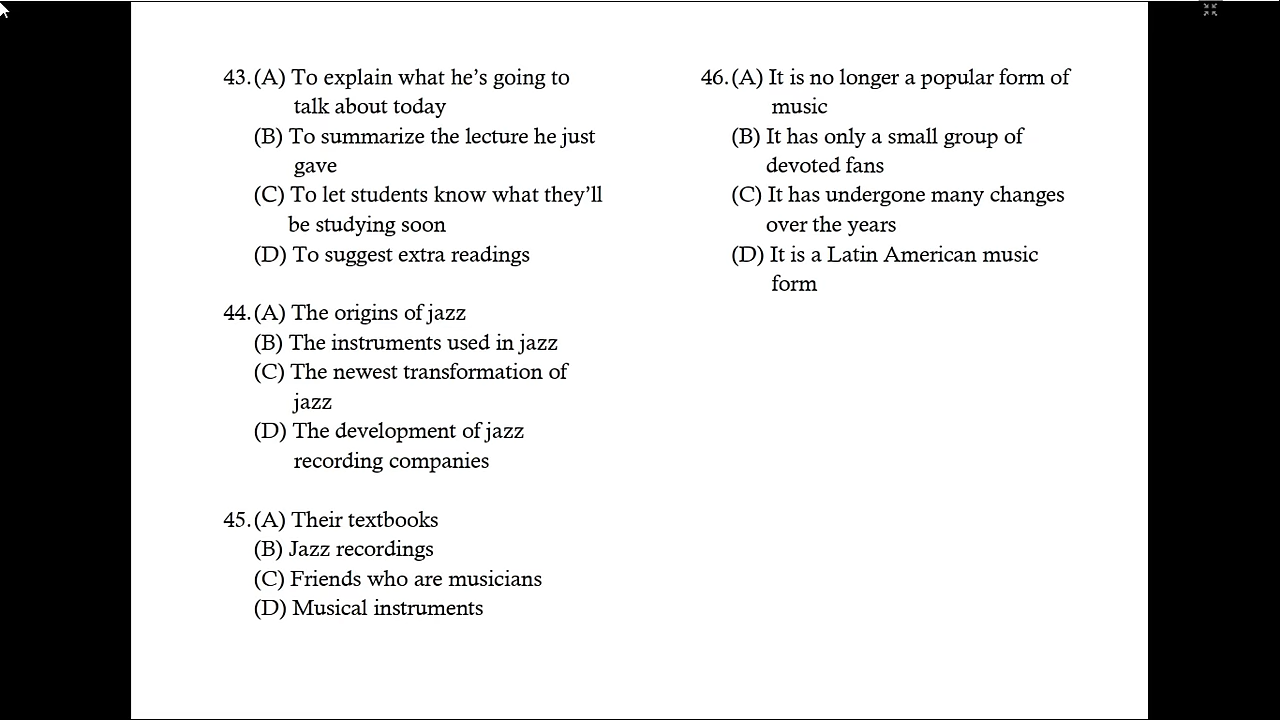 43.(A) To explain what he's going to
talk about today
(B) To summarize the lecture he just
gave
(C) To let students know what they'll
be studying soon
(D) To suggest extra readings
44.(A) The origins of jazz
(B) The instruments used in jazz
(C) The newest transformation of
jazz
(D) The development of jazz
recording companies
45.(A) Their textbooks
(B) Jazz recordings
(C) Friends who are musicians
(D) Musical instruments
46.(A) It is no longer a popular form of
music
(B) It has only a small group of
devoted fans
(C) It has undergone many changes
over the years
(D) It is a Latin American music
form